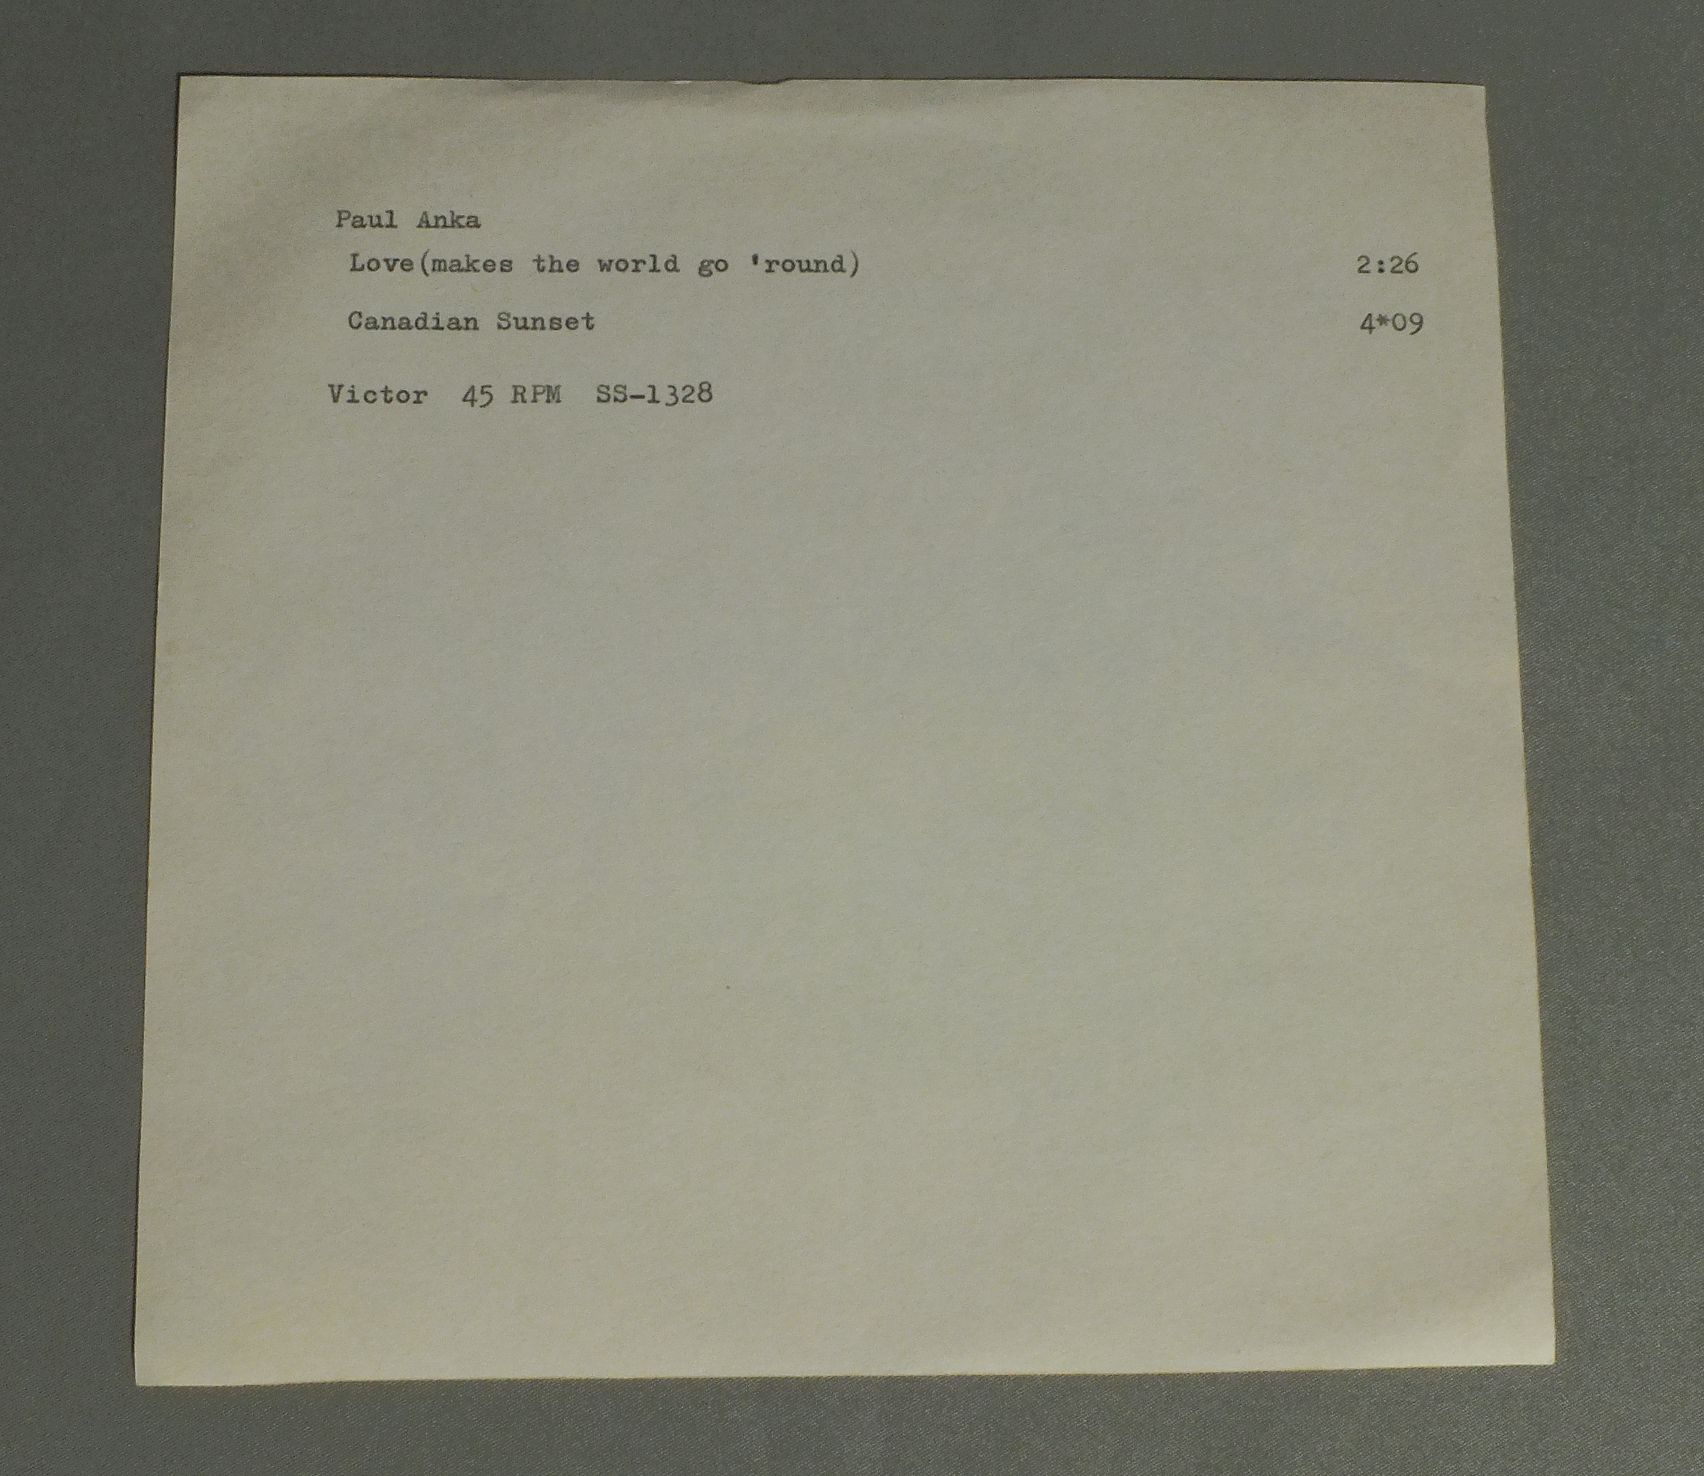 Paul Anka
Love(makes the world go 'round) 2:26
Canadian Sunset 4*09
Victor 45 RPM SS-1328